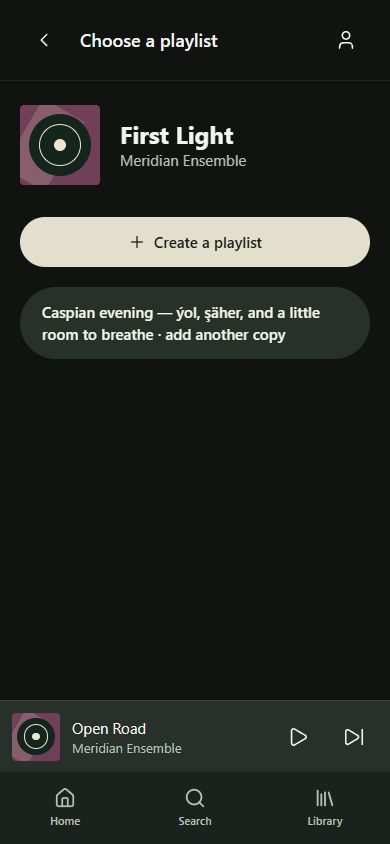 Choose a playlist
First Light
Meridian Ensemble
Create a playlist
Caspian evening — ýol, şäher, and a little
room to breathe · add another copy
Open Road
Meridian Ensemble
Home
Search
Library